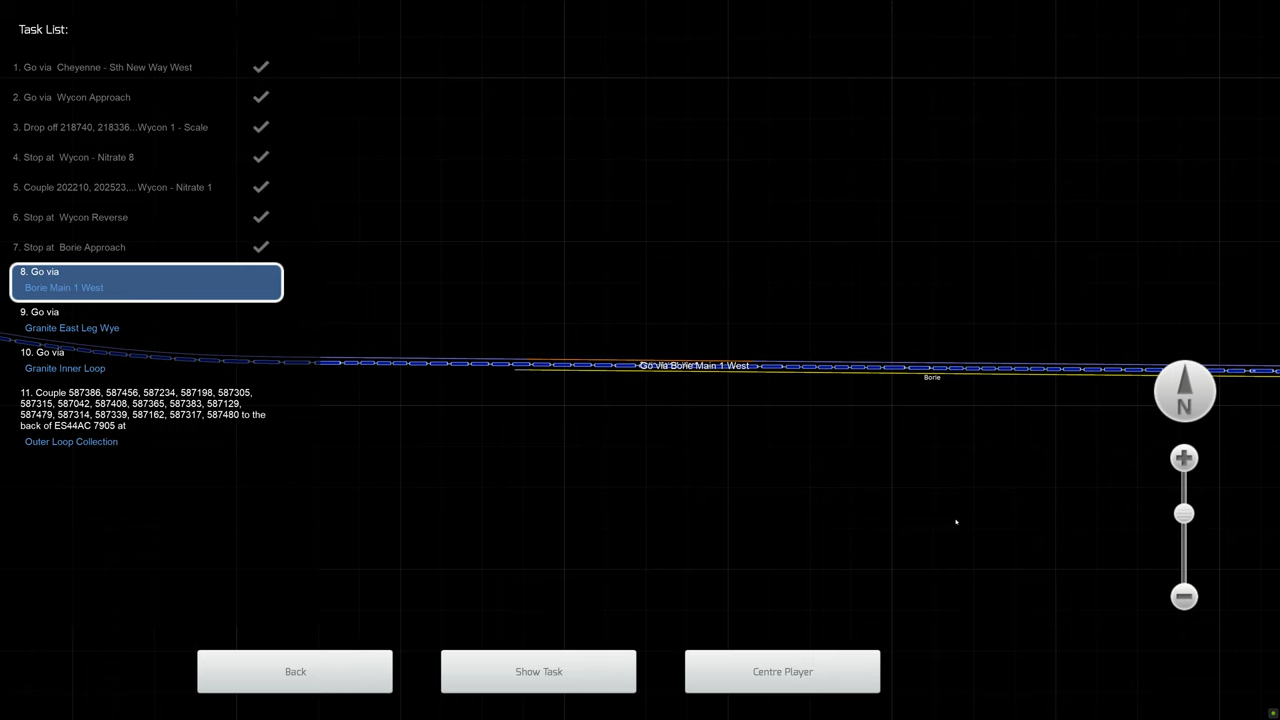 Task List:
1. Go via Cheyenne - Sth New Way West
2. Go via Wycon Approach
3. Drop off 218740, 218336...Wycon 1 - Scale
4. Stop at Wycon - Nitrate 8
5. Couple 202210, 202523,... Wycon - Nitrate 1
6. Stop at Wycon Reverse
7. Stop at Borie Approach
8. Go via
Borie Main 1 West
9. Go via
Granite East Leg Wye
10. Go via
Granite Inner Loop
11. Couple 587386, 587456, 587234, 587198, 587305,
587315, 587042, 587408, 587365, 587383, 587129,
587479, 587314, 587339, 587162, 587317, 587480 to the
back of ES44AC 7905 at
Outer Loop Collection
Go via Borie Main 1 West
Borie
N
Back
Show Task
Centre Player